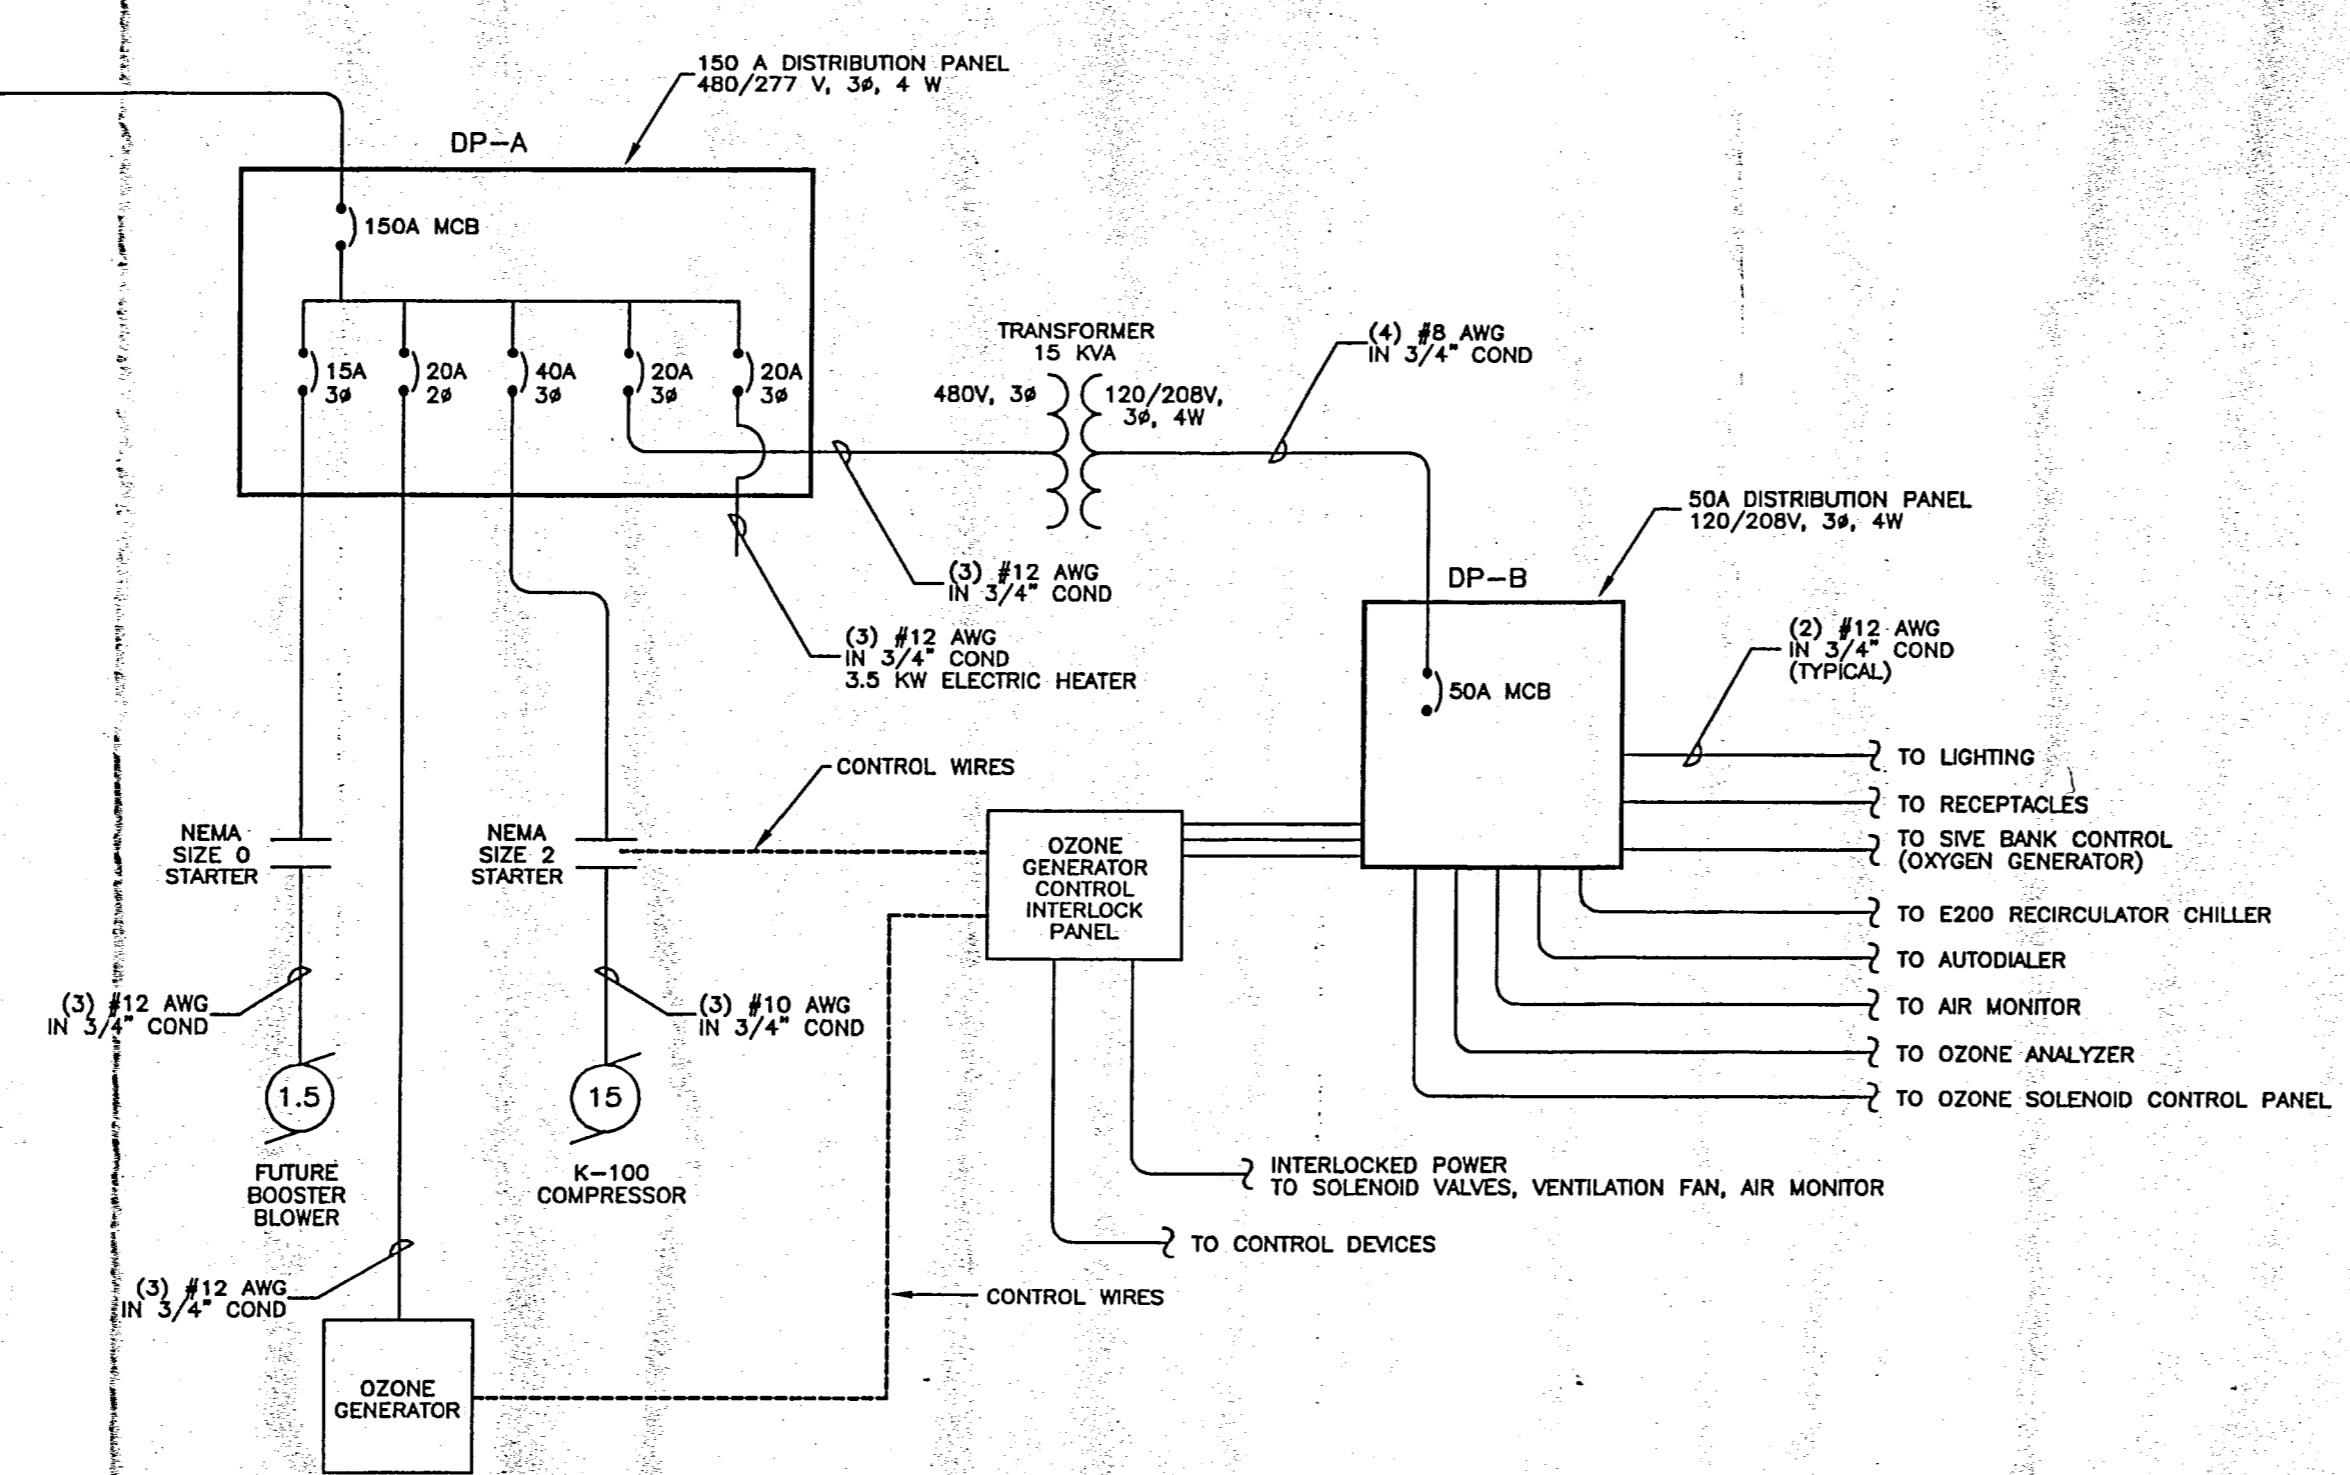 150 A DISTRIBUTION PANEL
480/277 V, 3ø, 4 W
DP-A
150A MCB
15A
3ø
20A
2ø
40A
3ø
20A
3ø
20A
3ø
TRANSFORMER
15 KVA
480V, 3ø
120/208V,
3ø, 4W
(4) #8 AWG
IN 3/4" COND
50A DISTRIBUTION PANEL
120/208V, 3ø, 4W
DP-B
(3) #12 AWG
IN 3/4" COND
(3) #12 AWG
IN 3/4" COND
3.5 KW ELECTRIC HEATER
(2) #12 AWG
IN 3/4" COND
(TYPICAL)
50A MCB
CONTROL WIRES
TO LIGHTING
TO RECEPTACLES
TO SIVE BANK CONTROL
(OXYGEN GENERATOR)
TO E200 RECIRCULATOR CHILLER
TO AUTODIALER
TO AIR MONITOR
TO OZONE ANALYZER
TO OZONE SOLENOID CONTROL PANEL
NEMA
SIZE 0
STARTER
NEMA
SIZE 2
STARTER
OZONE
GENERATOR
CONTROL
INTERLOCK
PANEL
(3) #12 AWG
IN 3/4" COND
(3) #10 AWG
IN 3/4" COND
1.5
15
FUTURE
BOOSTER
BLOWER
K-100
COMPRESSOR
INTERLOCKED POWER
TO SOLENOID VALVES, VENTILATION FAN, AIR MONITOR
TO CONTROL DEVICES
(3) #12 AWG
IN 3/4" COND
CONTROL WIRES
OZONE
GENERATOR